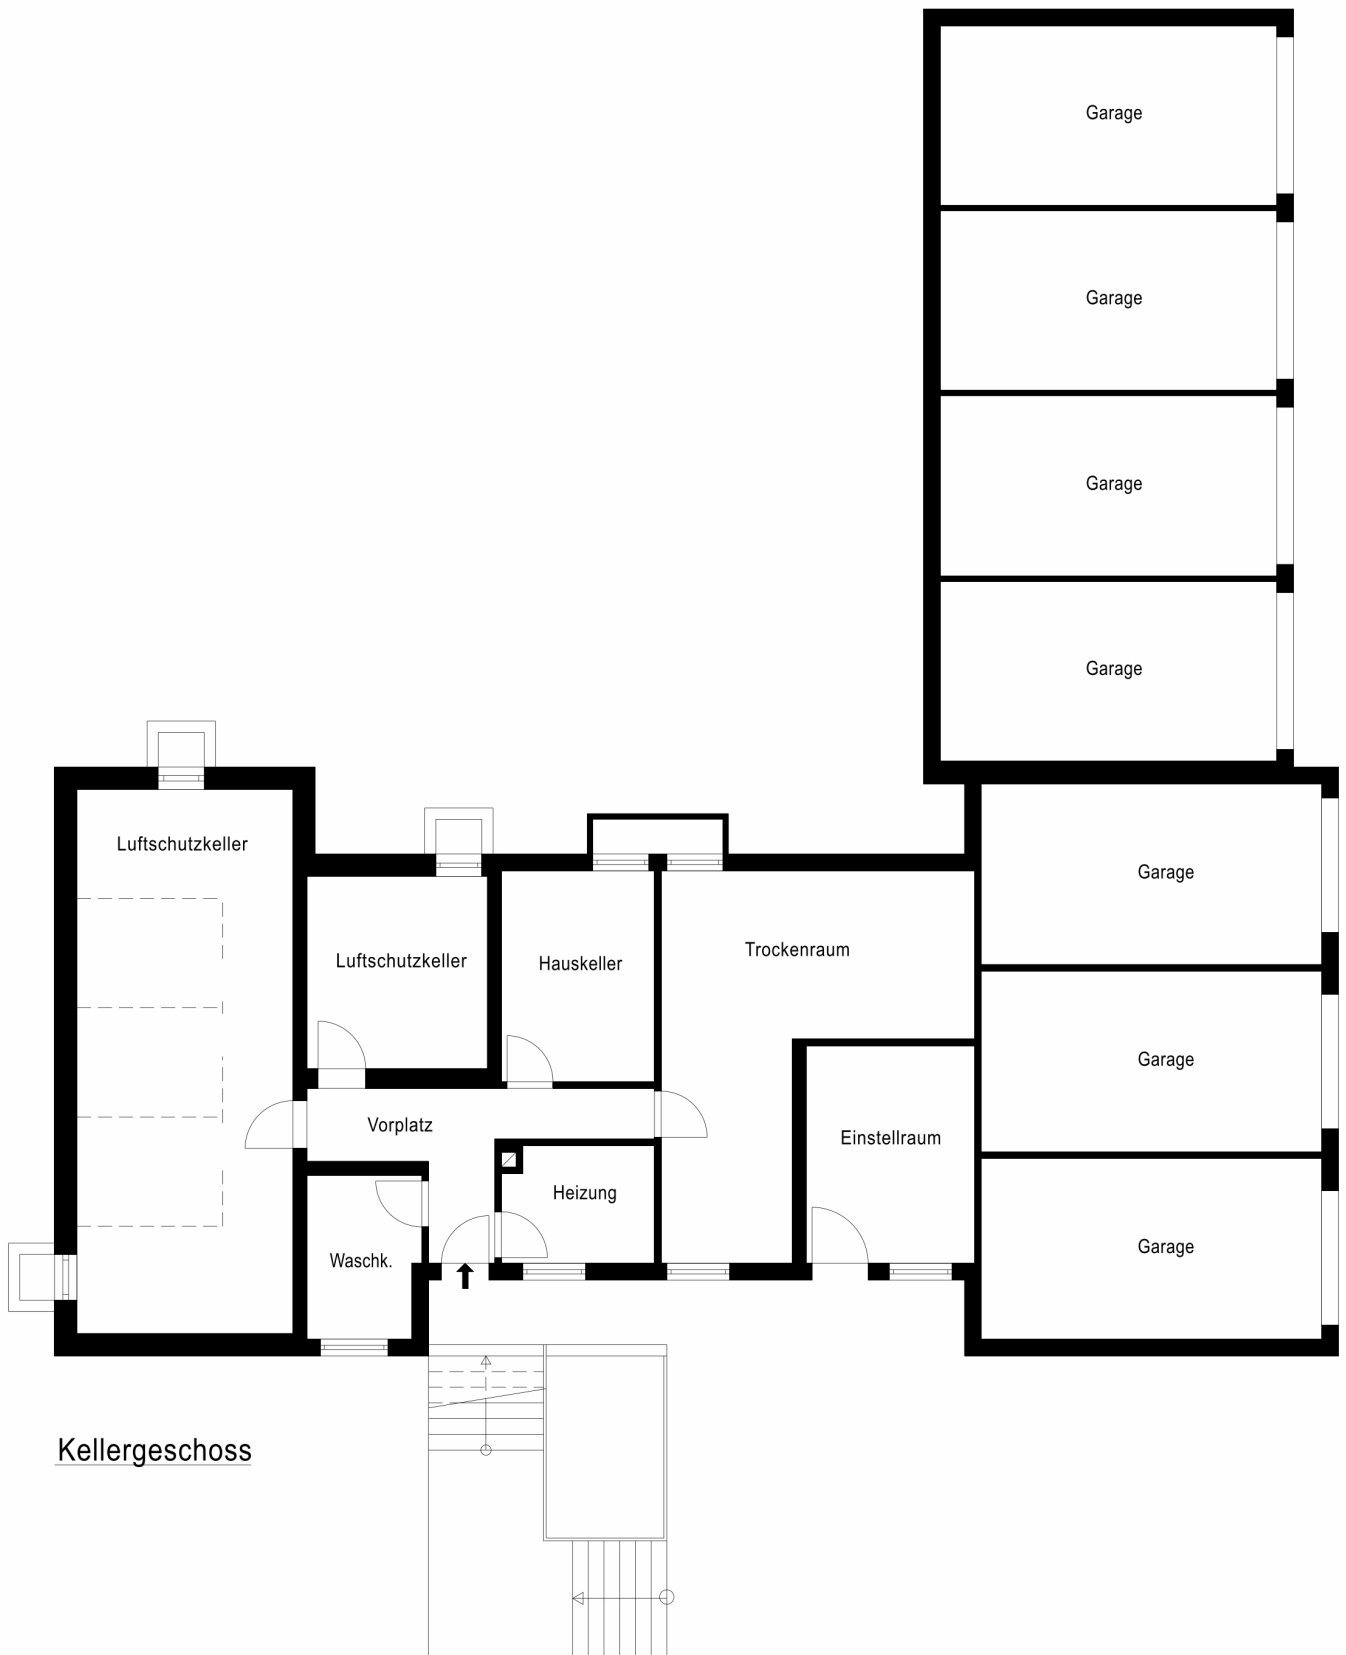 Garage
Garage
Garage
Garage
Luftschutzkeller
Garage
Luftschutzkeller
Hauskeller
Trockenraum
Garage
Vorplatz
Einstellraum
Heizung
Garage
Waschk.
Kellergeschoss